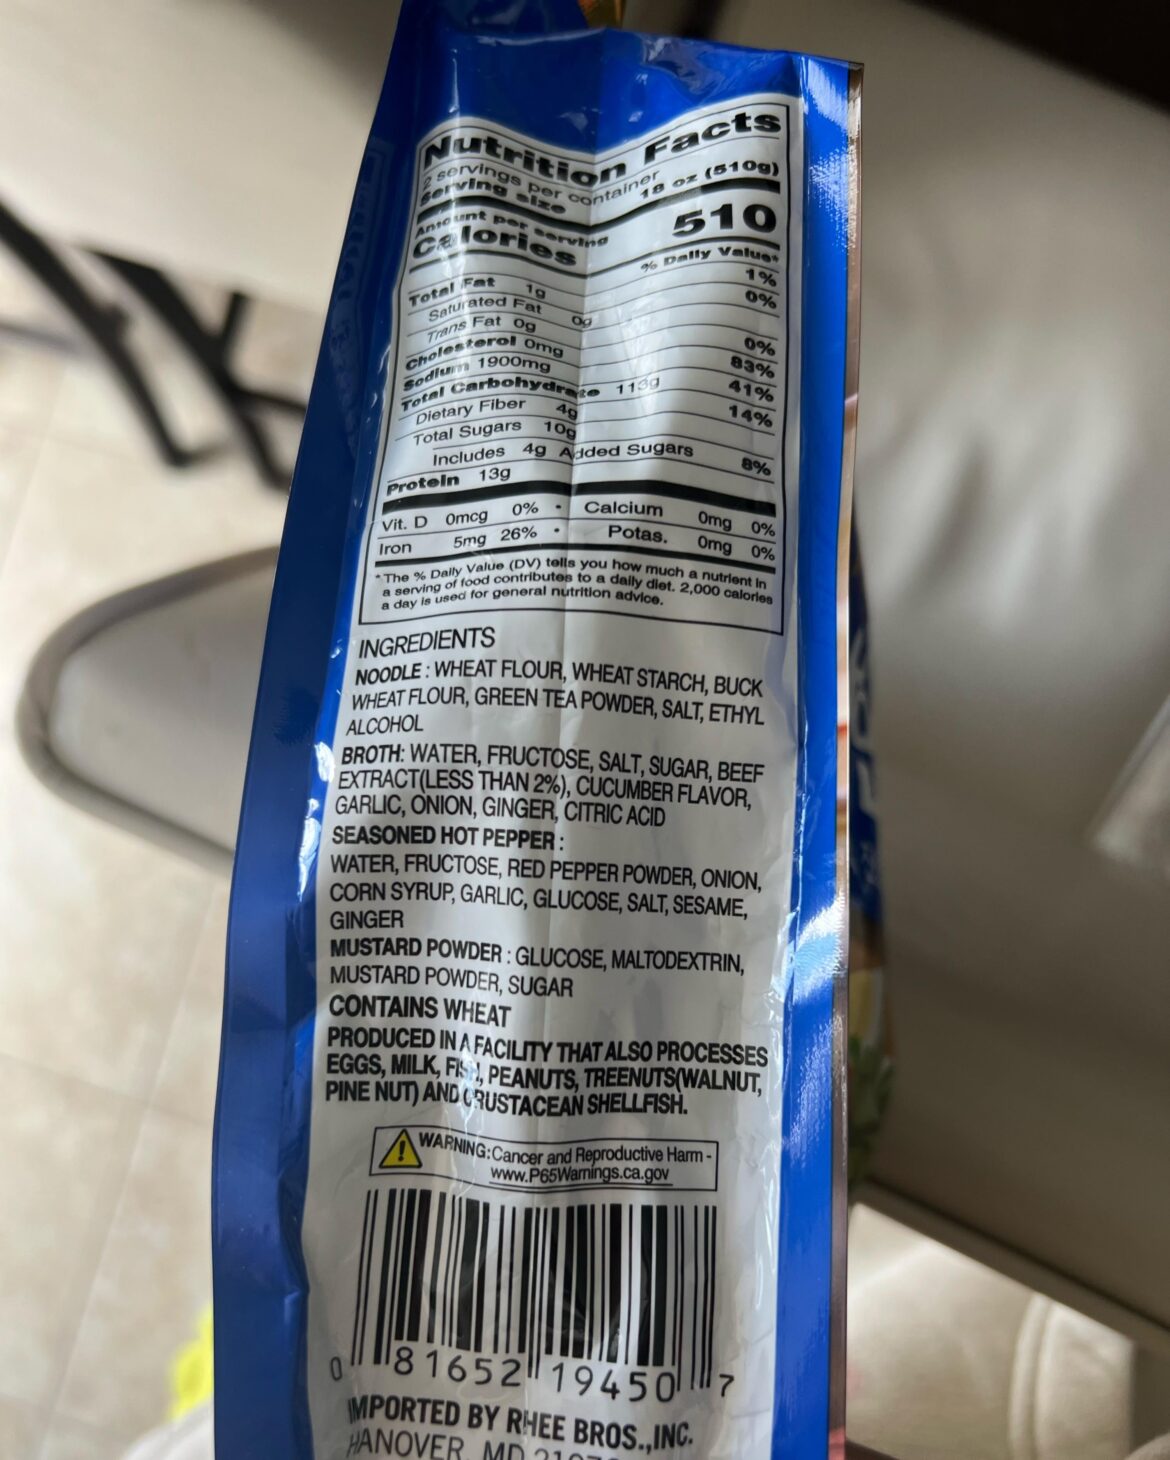 Nutrition Facts
2 servings per container
Serving size 18 oz (510g)
Amount per serving
Calories 510
% Daily Value*
Total Fat 1g 1%
Saturated Fat 0g 0%
Trans Fat 0g
Cholesterol 0mg 0%
Sodium 1900mg 83%
Total Carbohydrate 113g 41%
Dietary Fiber 4g 14%
Total Sugars 10g
Includes 4g Added Sugars 8%
Protein 13g
Vit. D 0mcg 0% • Calcium 0mg 0%
Iron 5mg 26% • Potas. 0mg 0%
*The % Daily Value (DV) tells you how much a nutrient in
a serving of food contributes to a daily diet. 2,000 calories
a day is used for general nutrition advice.
INGREDIENTS
NOODLE : WHEAT FLOUR, WHEAT STARCH, BUCK
WHEAT FLOUR, GREEN TEA POWDER, SALT, ETHYL
ALCOHOL
BROTH: WATER, FRUCTOSE, SALT, SUGAR, BEEF
EXTRACT(LESS THAN 2%), CUCUMBER FLAVOR,
GARLIC, ONION, GINGER, CITRIC ACID
SEASONED HOT PEPPER :
WATER, FRUCTOSE, RED PEPPER POWDER, ONION,
CORN SYRUP, GARLIC, GLUCOSE, SALT, SESAME,
GINGER
MUSTARD POWDER : GLUCOSE, MALTODEXTRIN,
MUSTARD POWDER, SUGAR
CONTAINS WHEAT
PRODUCED IN A FACILITY THAT ALSO PROCESSES
EGGS, MILK, FISH, PEANUTS, TREENUTS(WALNUT,
PINE NUT) AND CRUSTACEAN SHELLFISH.
WARNING: Cancer and Reproductive Harm -
www.P65Warnings.ca.gov
0 81652 19450 7
IMPORTED BY RHEE BROS.,INC.
HANOVER, MD